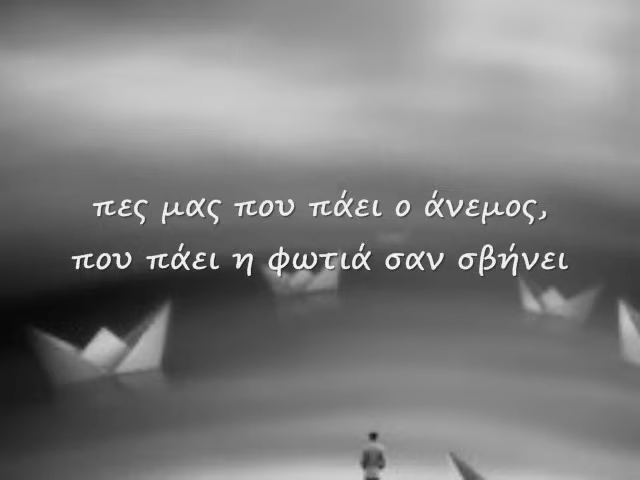 πες μας που πάει ο άνεμος,
που πάει η φωτιά σαν σβήνει